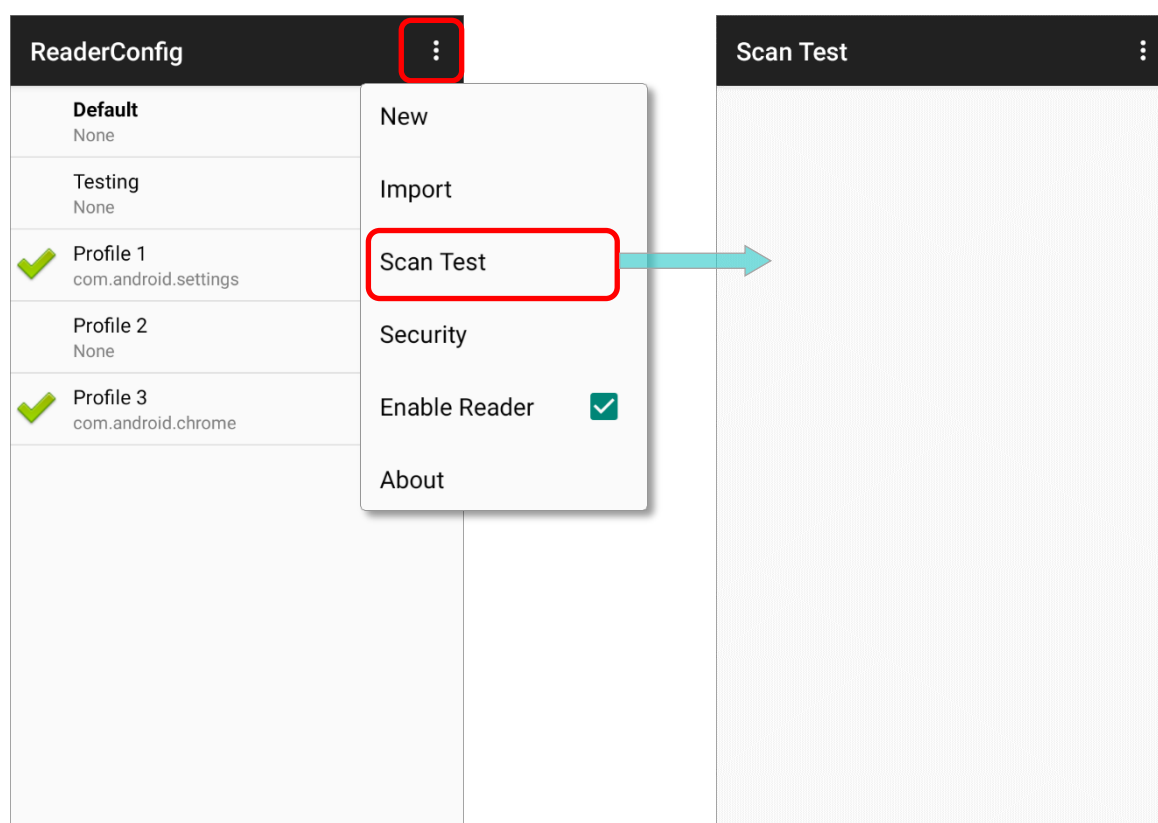 ReaderConfig
Default
None
Testing
None
Profile 1
com.android.settings
Profile 2
None
Profile 3
com.android.chrome
New
Import
Scan Test
Security
Enable Reader
About
Scan Test